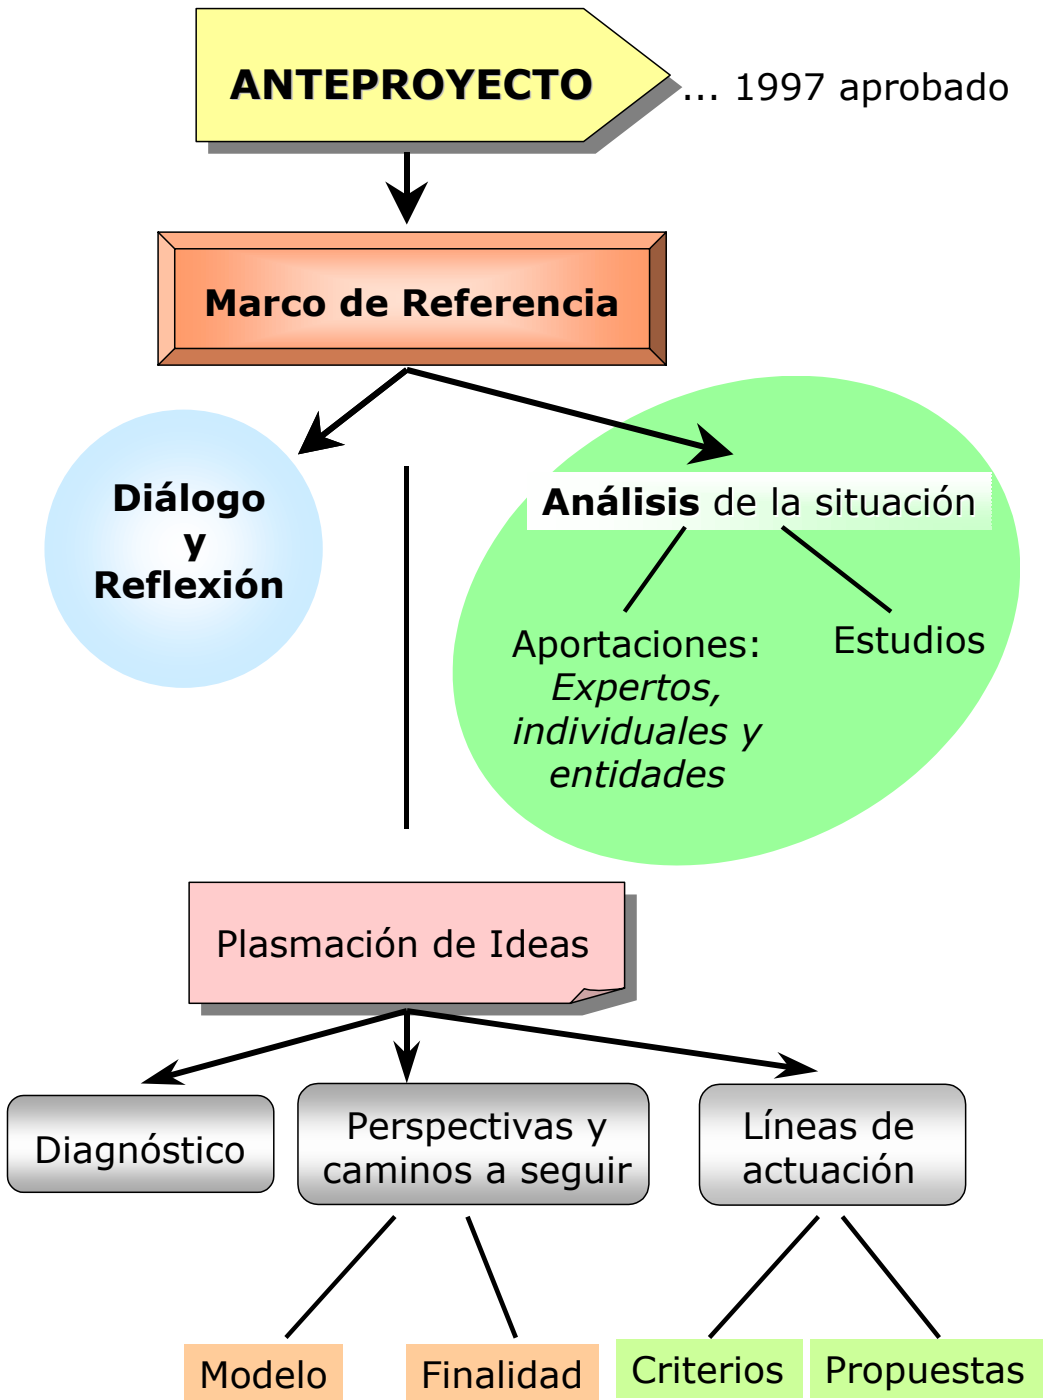 ANTEPROYECTO
... 1997 aprobado
Marco de Referencia
Diálogo
y
Reflexión
Análisis de la situación
Aportaciones:
Expertos,
individuales y
entidades
Estudios
Plasmación de Ideas
Diagnóstico
Perspectivas y
caminos a seguir
Líneas de
actuación
Modelo
Finalidad
Criterios
Propuestas